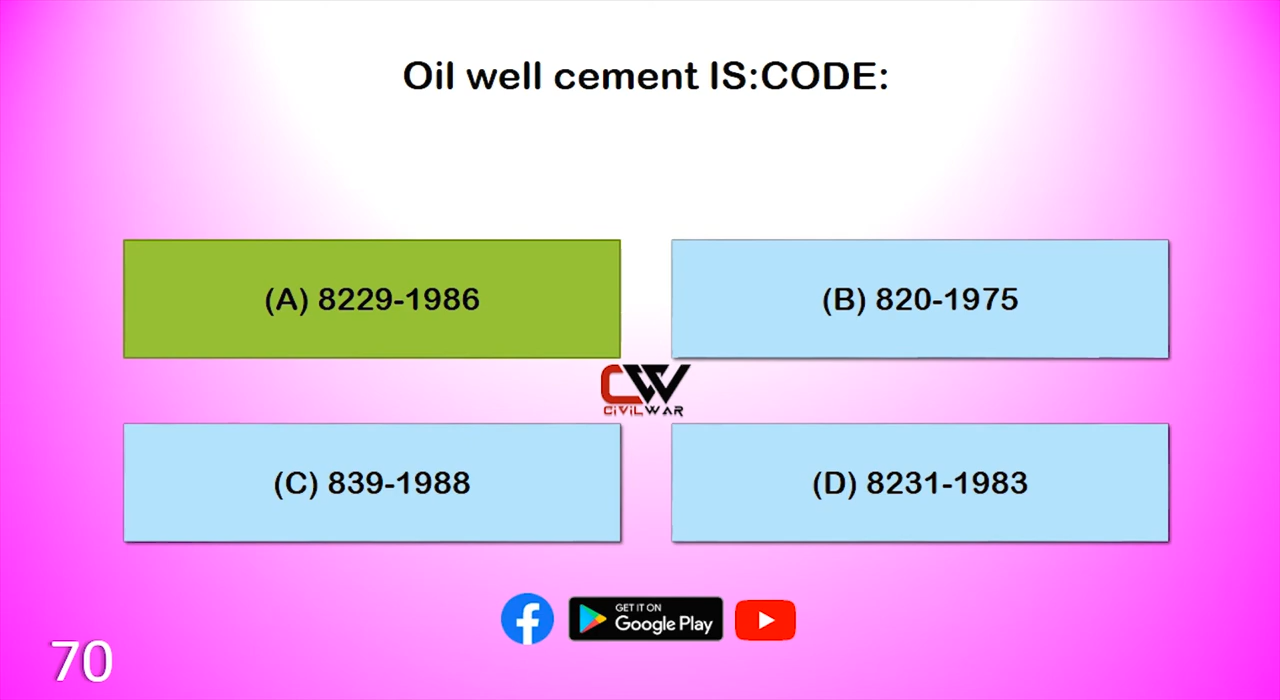 Oil well cement IS:CODE:
(A) 8229-1986
(B) 820-1975
CW
CIVILWAR
(C) 839-1988
(D) 8231-1983
GET IT ON
Google Play
70